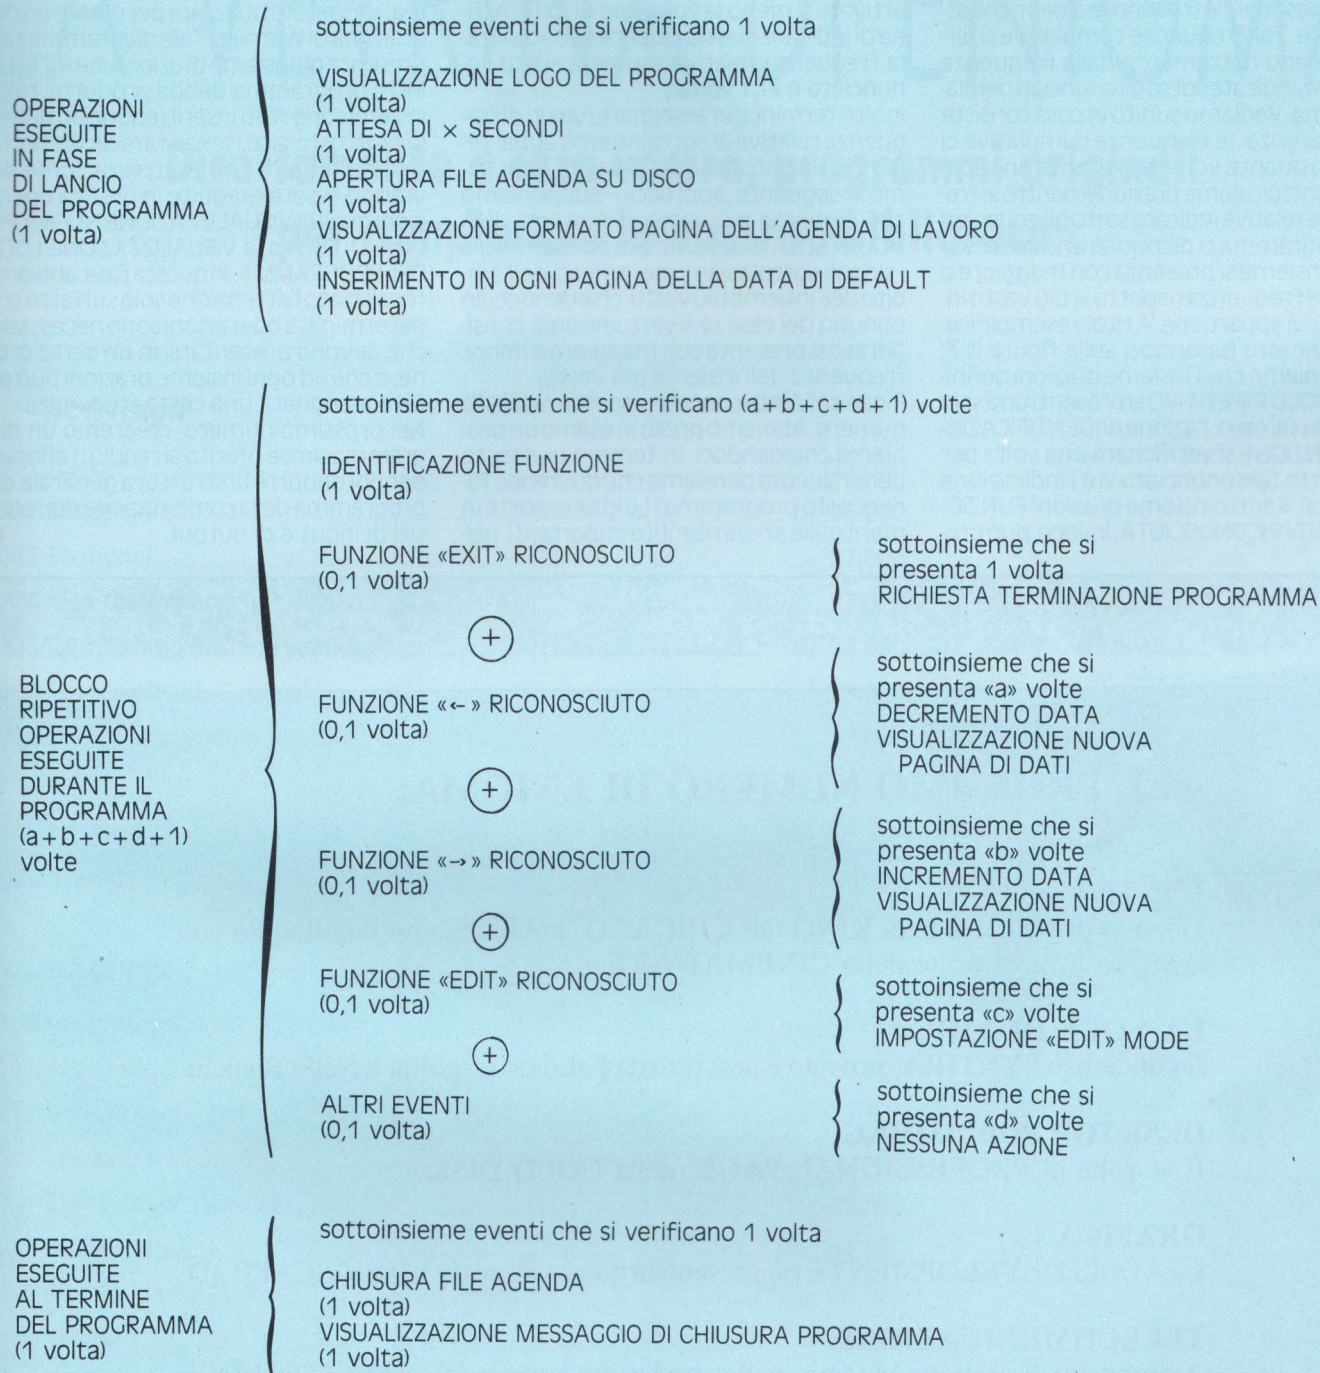 OPERAZIONI
ESEGUITE
IN FASE
DI LANCIO
DEL PROGRAMMA
(1 volta)
sottoinsieme eventi che si verificano 1 volta
VISUALIZZAZIONE LOGO DEL PROGRAMMA
(1 volta)
ATTESA DI × SECONDI
(1 volta)
APERTURA FILE AGENDA SU DISCO
(1 volta)
VISUALIZZAZIONE FORMATO PAGINA DELL'AGENDA DI LAVORO
(1 volta)
INSERIMENTO IN OGNI PAGINA DELLA DATA DI DEFAULT
(1 volta)
BLOCCO
RIPETITIVO
OPERAZIONI
ESEGUITE
DURANTE IL
PROGRAMMA
(a+b+c+d+1)
volte
sottoinsieme eventi che si verificano (a+b+c+d+1) volte
IDENTIFICAZIONE FUNZIONE
(1 volta)
FUNZIONE «EXIT» RICONOSCIUTO
(0,1 volta)
sottoinsieme che si
presenta 1 volta
RICHIESTA TERMINAZIONE PROGRAMMA
+
FUNZIONE «←» RICONOSCIUTO
(0,1 volta)
sottoinsieme che si
presenta «a» volte
DECREMENTO DATA
VISUALIZZAZIONE NUOVA
PAGINA DI DATI
+
FUNZIONE «→» RICONOSCIUTO
(0,1 volta)
sottoinsieme che si
presenta «b» volte
INCREMENTO DATA
VISUALIZZAZIONE NUOVA
PAGINA DI DATI
+
FUNZIONE «EDIT» RICONOSCIUTO
(0,1 volta)
sottoinsieme che si
presenta «c» volte
IMPOSTAZIONE «EDIT» MODE
+
ALTRI EVENTI
(0,1 volta)
sottoinsieme che si
presenta «d» volte
NESSUNA AZIONE
OPERAZIONI
ESEGUITE
AL TERMINE
DEL PROGRAMMA
(1 volta)
sottoinsieme eventi che si verificano 1 volta
CHIUSURA FILE AGENDA
(1 volta)
VISUALIZZAZIONE MESSAGGIO DI CHIUSURA PROGRAMMA
(1 volta)